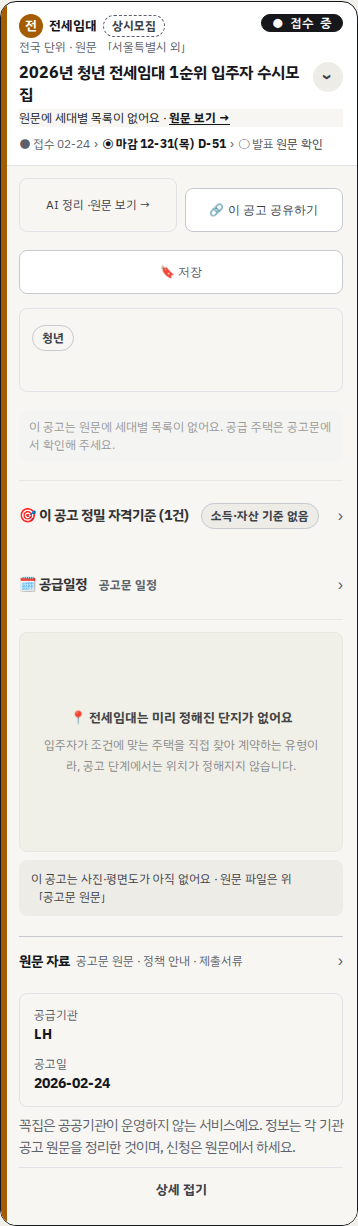 전 전세임대 상시모집 ● 접수 중
전국 단위 · 원문 「서울특별시 외」
2026년 청년 전세임대 1순위 입주자 수시모
집
원문에 세대별 목록이 없어요 · 원문 보기 →
● 접수 02-24 › ◉ 마감 12-31(목) D-51 › ○ 발표 원문 확인
AI 정리 ·원문 보기 →
🔗 이 공고 공유하기
🔖 저장
청년
이 공고는 원문에 세대별 목록이 없어요. 공급 주택은 공고문에
서 확인해 주세요.
🎯 이 공고 정밀 자격기준 (1건) 소득·자산 기준 없음 ›
🗓️ 공급일정 공고문 일정 ›
📍 전세임대는 미리 정해진 단지가 없어요
입주자가 조건에 맞는 주택을 직접 찾아 계약하는 유형이
라, 공고 단계에서는 위치가 정해지지 않습니다.
이 공고는 사진·평면도가 아직 없어요 · 원문 파일은 위
「공고문 원문」
원문 자료 공고문 원문 · 정책 안내 · 제출서류 ›
공급기관
LH
공고일
2026-02-24
꼭집은 공공기관이 운영하지 않는 서비스예요. 정보는 각 기관
공고 원문을 정리한 것이며, 신청은 원문에서 하세요.
상세 접기